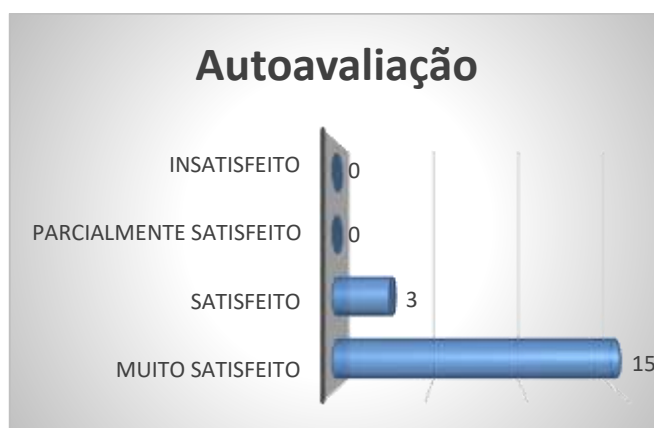 Autoavaliação
INSATISFEITO 0
PARCIALMENTE SATISFEITO 0
SATISFEITO 3
MUITO SATISFEITO 15